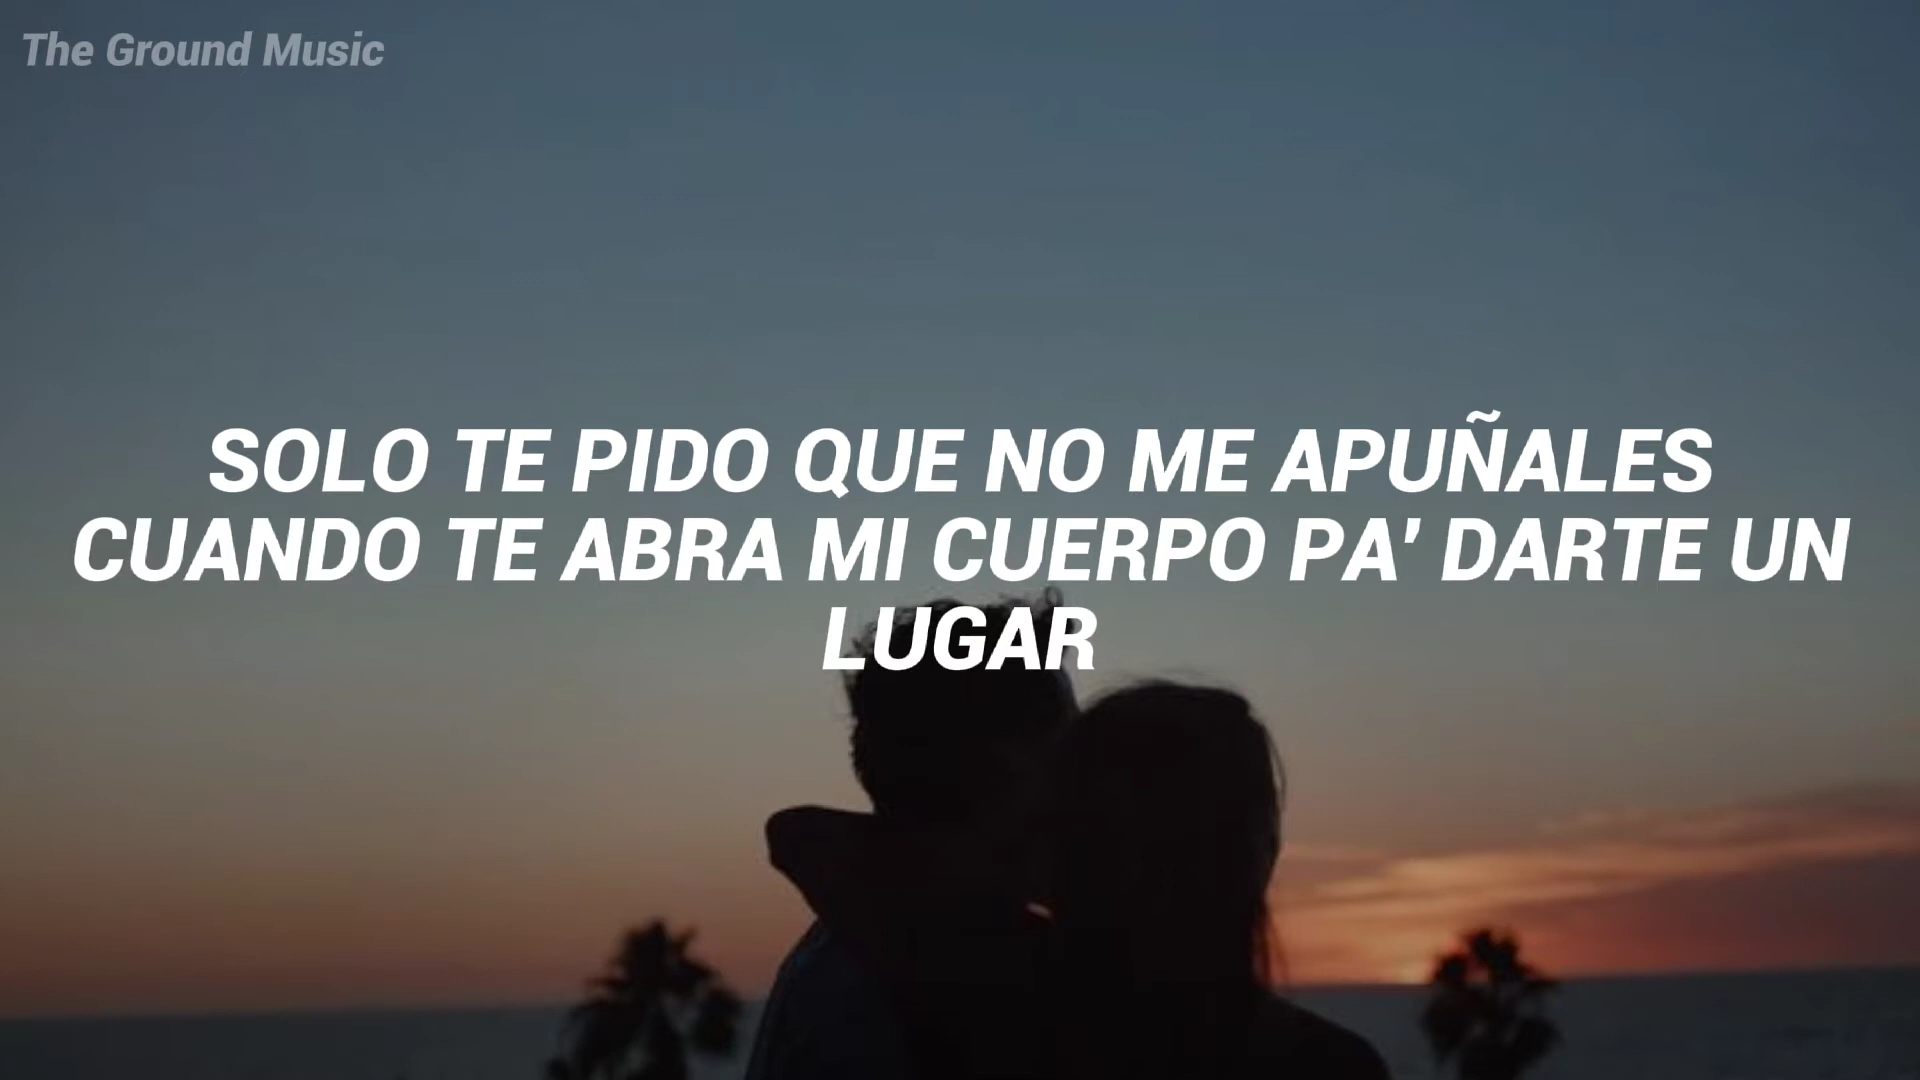 The Ground Music
SOLO TE PIDO QUE NO ME APUÑALES
CUANDO TE ABRA MI CUERPO PA' DARTE UN
LUGAR